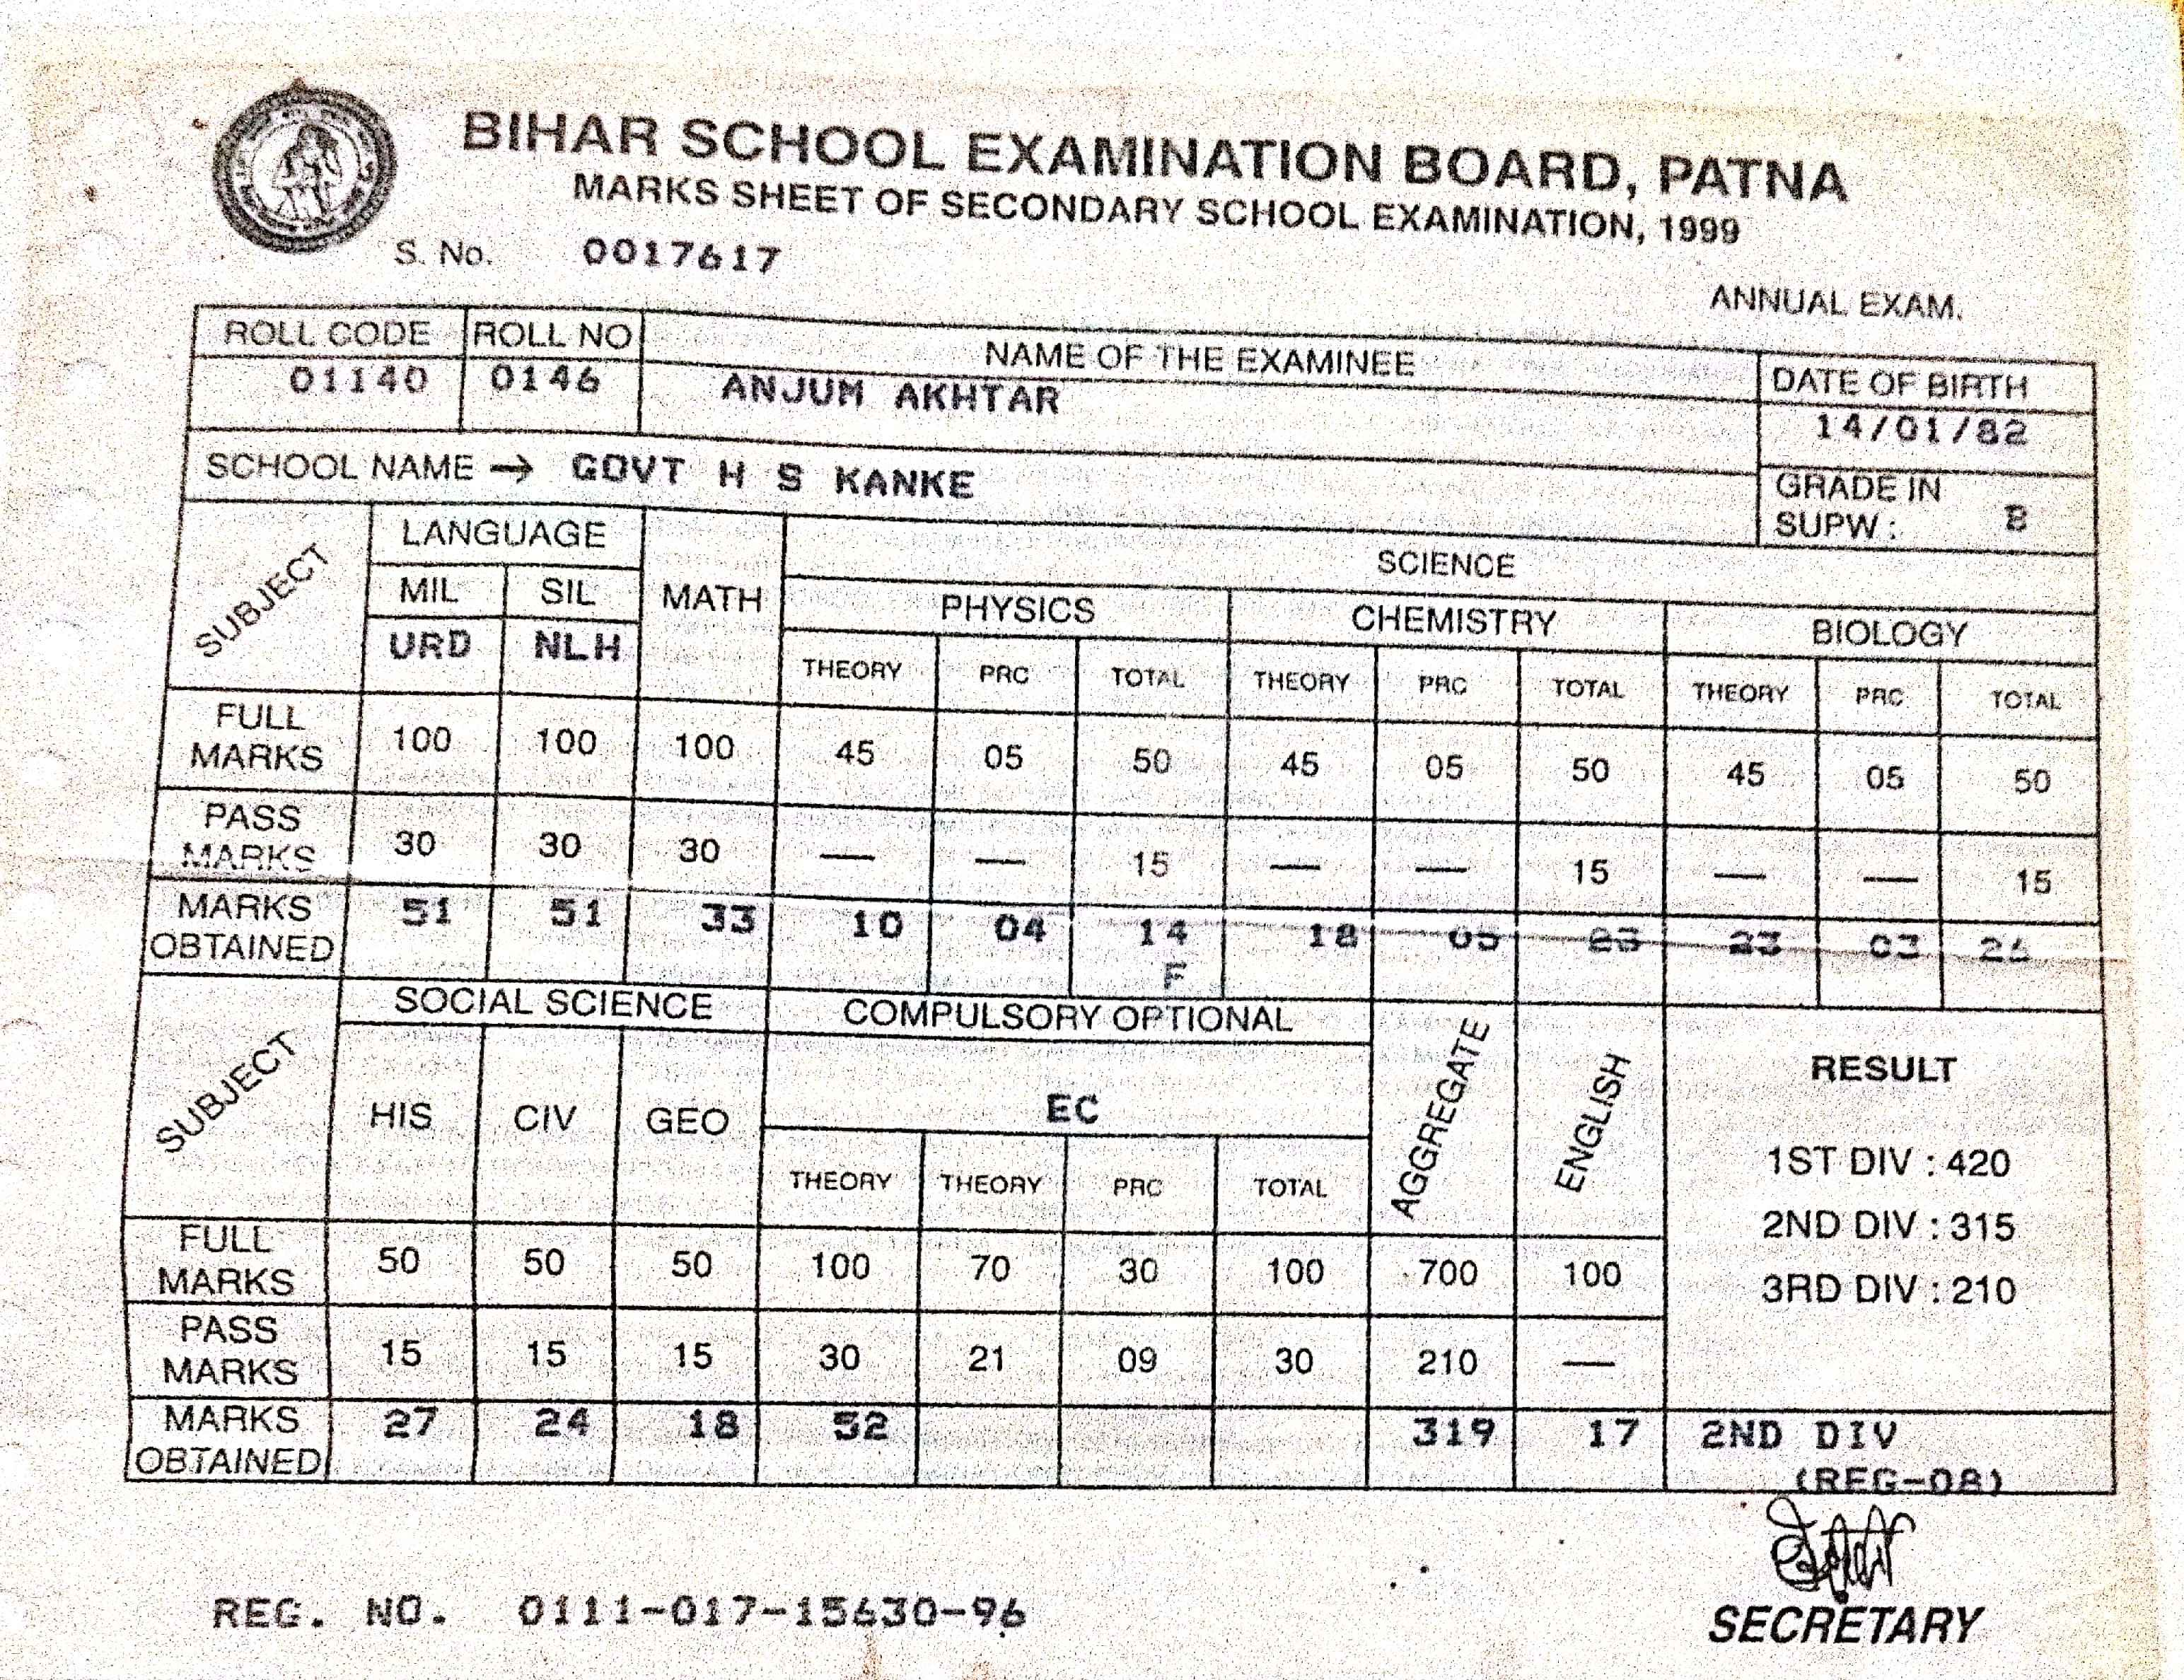 BIHAR SCHOOL EXAMINATION BOARD, PATNA
MARKS SHEET OF SECONDARY SCHOOL EXAMINATION, 1999
S. No. 0017617
ANNUAL EXAM.
ROLL CODE ROLL NO NAME OF THE EXAMINEE DATE OF BIRTH
01140 0146 ANJUM AKHTAR 14/01/82
SCHOOL NAME → GOVT H S KANKE GRADE IN SUPW : B
SUBJECT LANGUAGE MATH SCIENCE
MIL SIL PHYSICS CHEMISTRY BIOLOGY
URD NLH THEORY PRC TOTAL THEORY PRC TOTAL THEORY PRC TOTAL
FULL MARKS 100 100 100 45 05 50 45 05 50 45 05 50
PASS MARKS 30 30 30 — — 15 — — 15 — — 15
MARKS OBTAINED 51 51 33 10 04 14 18 05 23 23 03 26
F
SUBJECT SOCIAL SCIENCE COMPULSORY OPTIONAL AGGREGATE ENGLISH RESULT
HIS CIV GEO EC
1ST DIV : 420
THEORY THEORY PRC TOTAL
2ND DIV : 315
FULL MARKS 50 50 50 100 70 30 100 700 100
3RD DIV : 210
PASS MARKS 15 15 15 30 21 09 30 210 —
MARKS OBTAINED 27 24 18 52 319 17 2ND DIV
(REG-08)
REG. NO. 0111-017-15630-96
SECRETARY